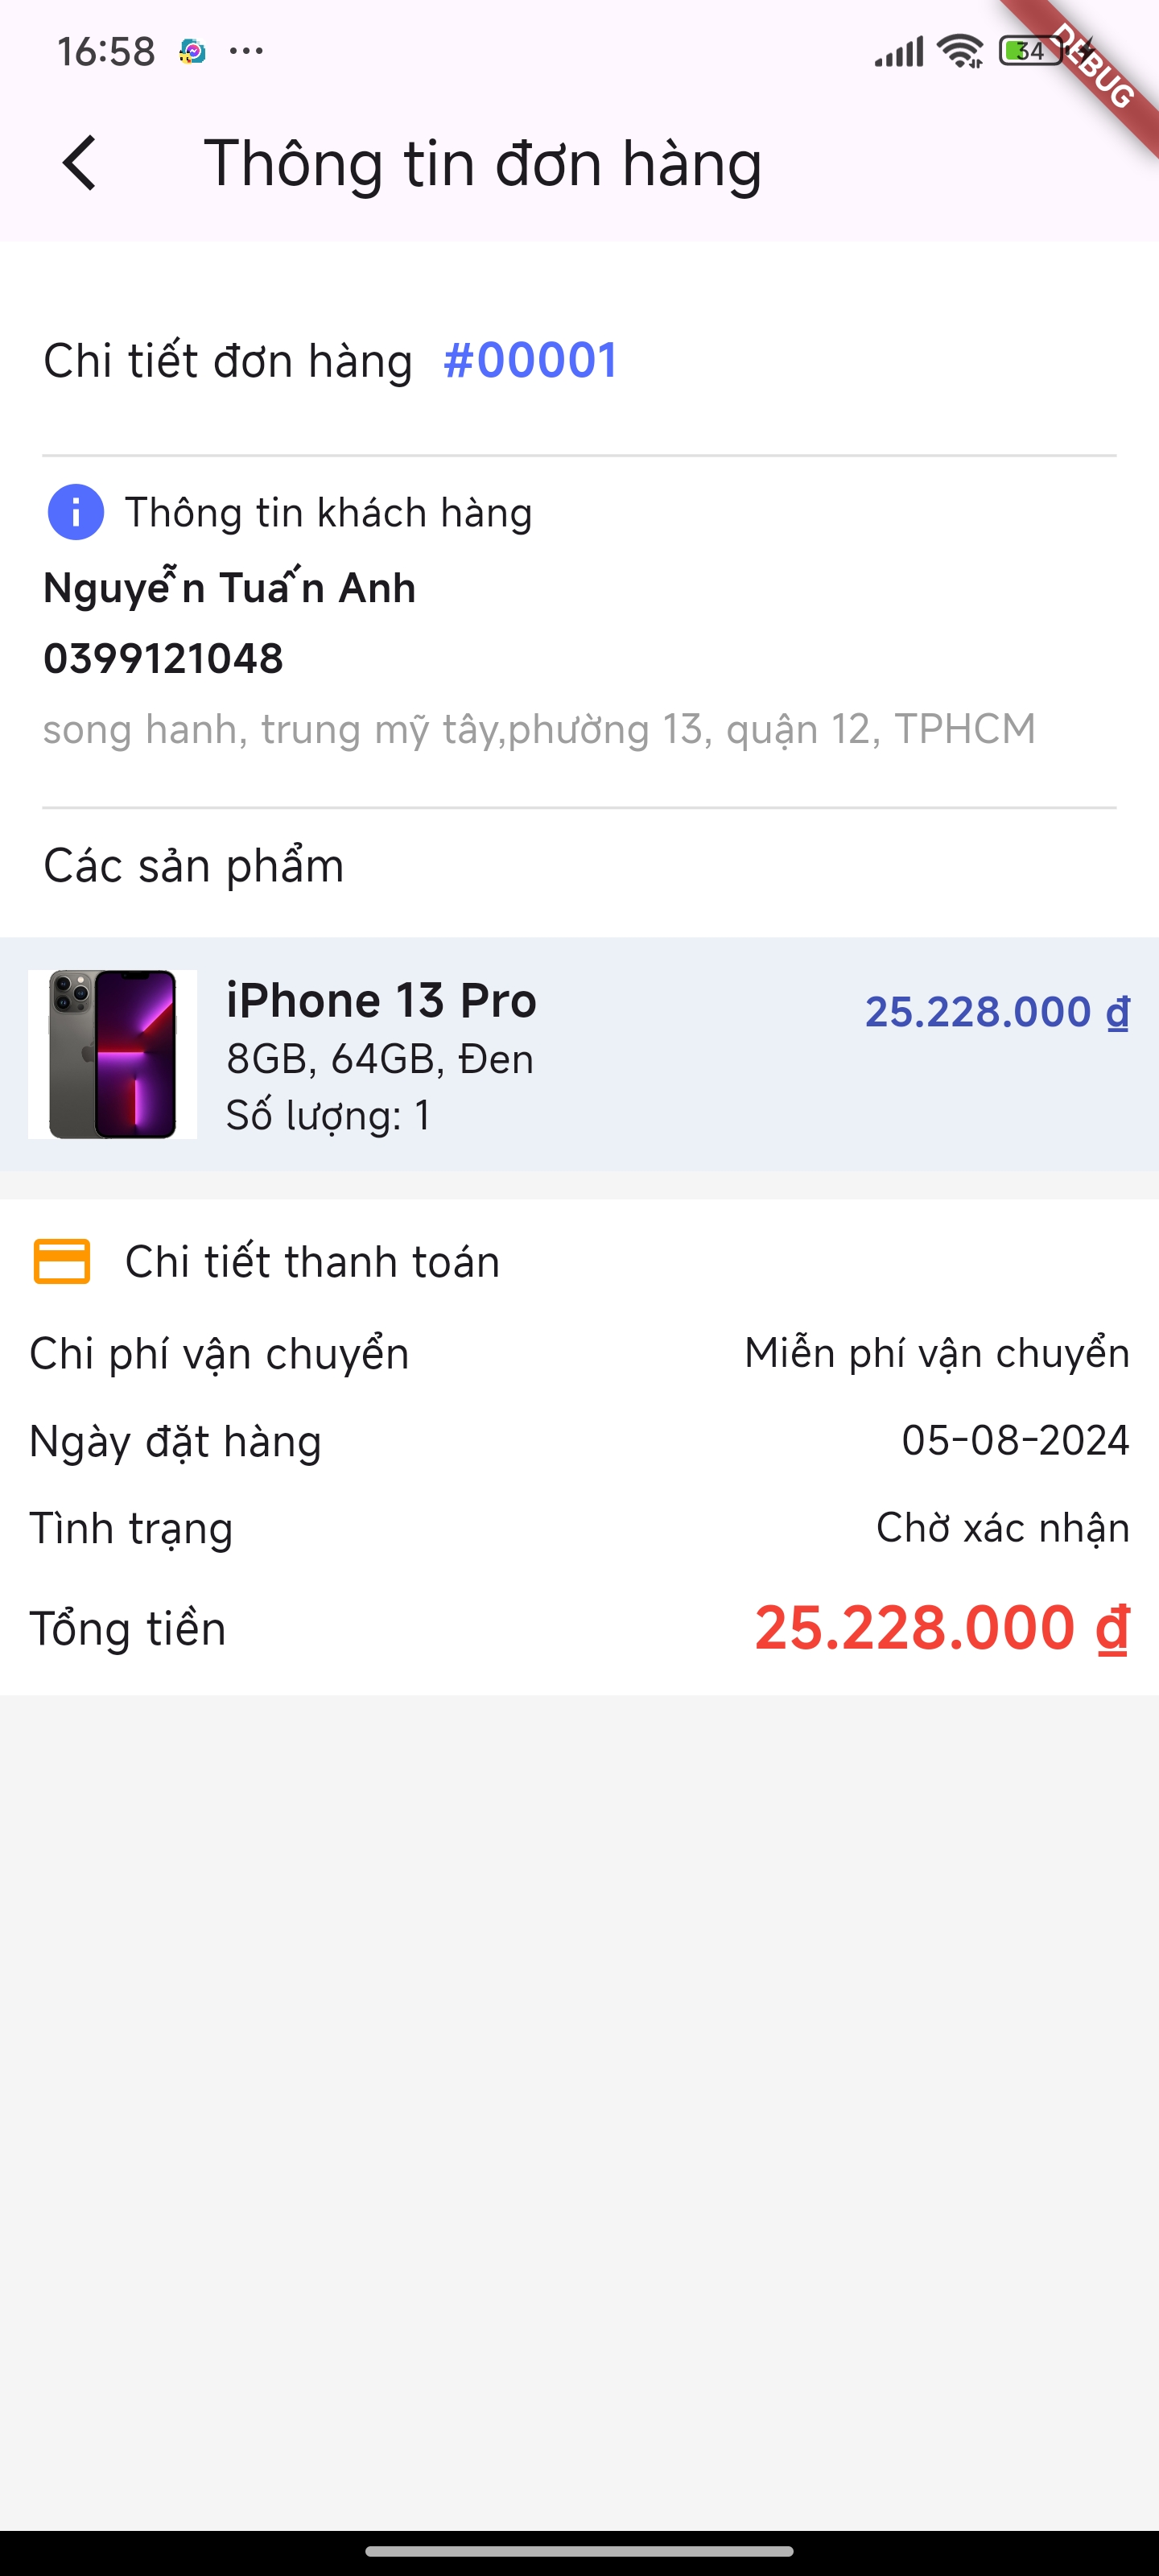 16:58
34
DEBUG
Thông tin đơn hàng
Chi tiết đơn hàng #00001
Thông tin khách hàng
Nguyễn Tuấn Anh
0399121048
song hanh, trung mỹ tây,phường 13, quận 12, TPHCM
Các sản phẩm
iPhone 13 Pro
25.228.000 ₫
8GB, 64GB, Đen
Số lượng: 1
Chi tiết thanh toán
Chi phí vận chuyển Miễn phí vận chuyển
Ngày đặt hàng 05-08-2024
Tình trạng Chờ xác nhận
Tổng tiền 25.228.000 ₫